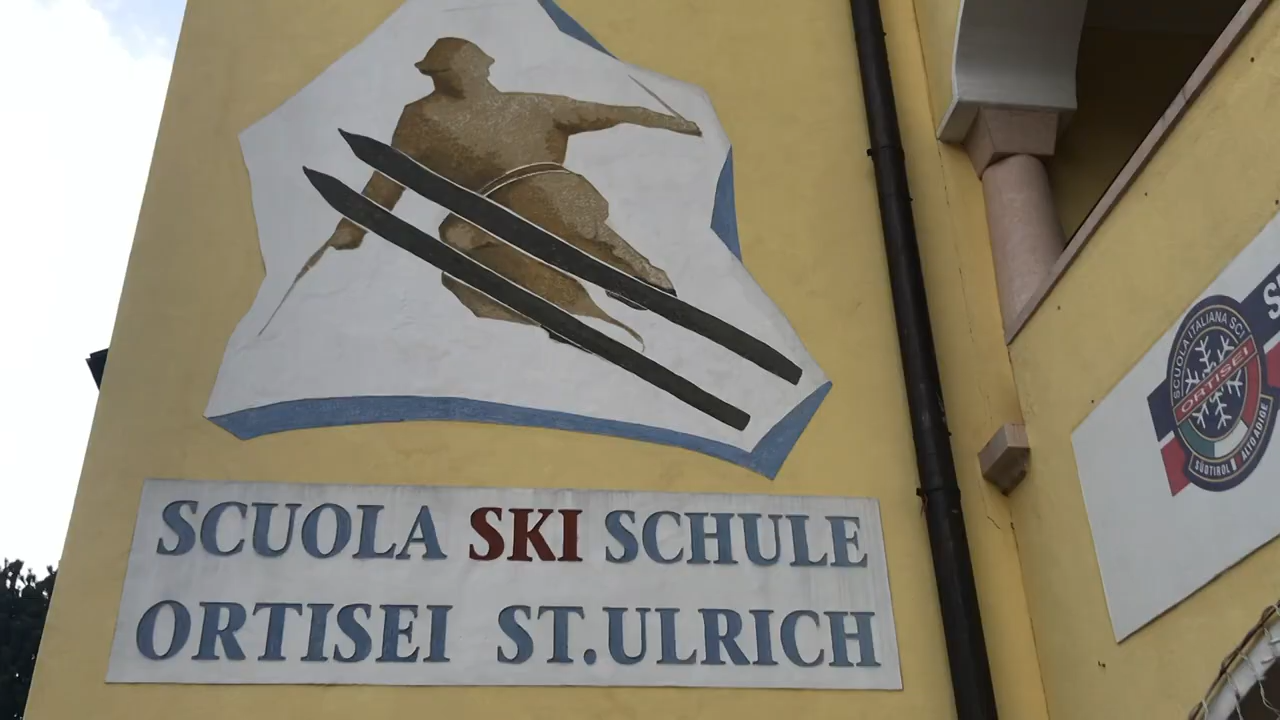 SCUOLA SKI SCHULE
ORTISEI ST.ULRICH
SCUOLA ITALIANA SCI
ORTISEI
SÜDTIROL ALTO ADIGE